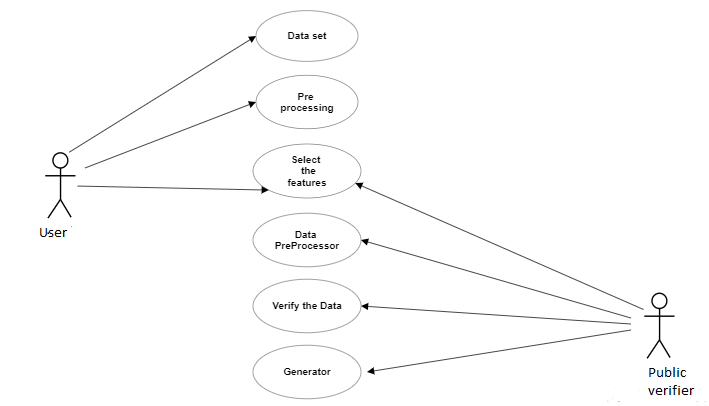 Data set
Pre
processing
Select
the
features
User
Data
PreProcessor
Verify the Data
Generator
Public
verifier